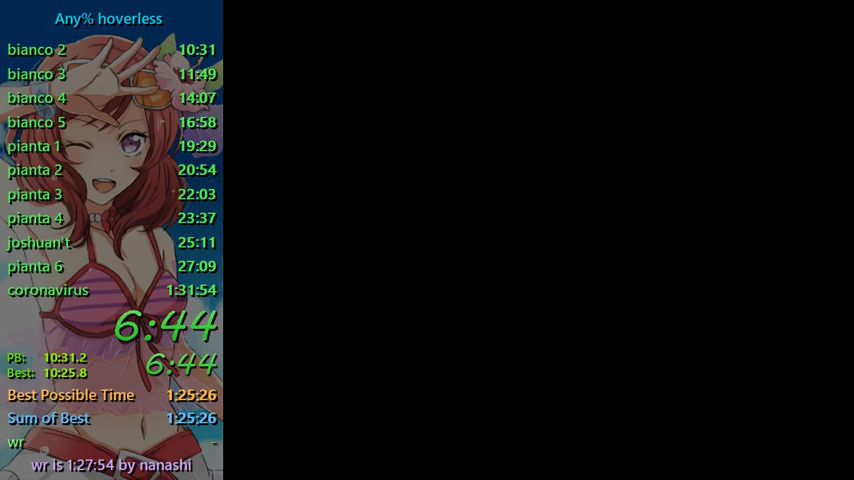 Any% hoverless
bianco 2 10:31
bianco 3 11:49
bianco 4 14:07
bianco 5 16:58
pianta 1 19:29
pianta 2 20:54
pianta 3 22:03
pianta 4 23:37
joshuan't 25:11
pianta 6 27:09
coronavirus 1:31:54
6:44
PB: 10:31.2
6:44
Best: 10:25.8
Best Possible Time 1:25:26
Sum of Best 1:25:26
wr -
wr is 1:27:54 by nanashi